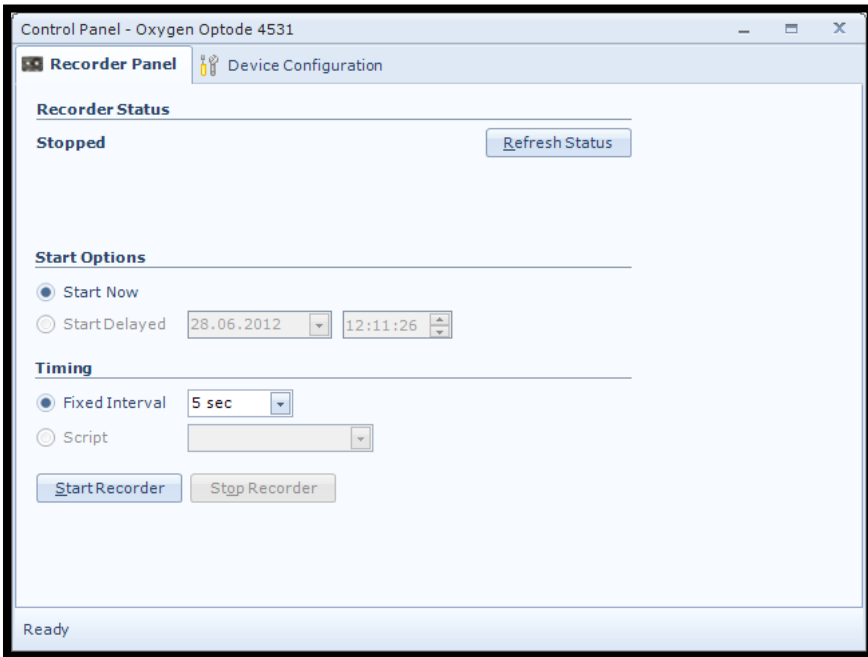 Control Panel - Oxygen Optode 4531
Recorder Panel Device Configuration
Recorder Status
Stopped Refresh Status
Start Options
Start Now
Start Delayed 28.06.2012 12:11:26
Timing
Fixed Interval 5 sec
Script
Start Recorder Stop Recorder
Ready